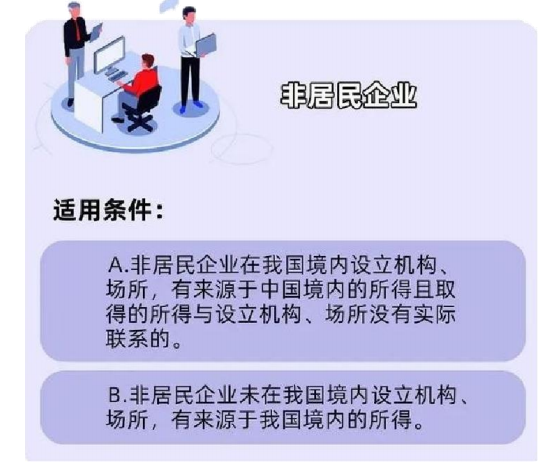 非居民企业
适用条件：
A.非居民企业在我国境内设立机构、
场所，有来源于中国境内的所得且取
得的所得与设立机构、场所没有实际
联系的。
B.非居民企业未在我国境内设立机构、
场所，有来源于我国境内的所得。